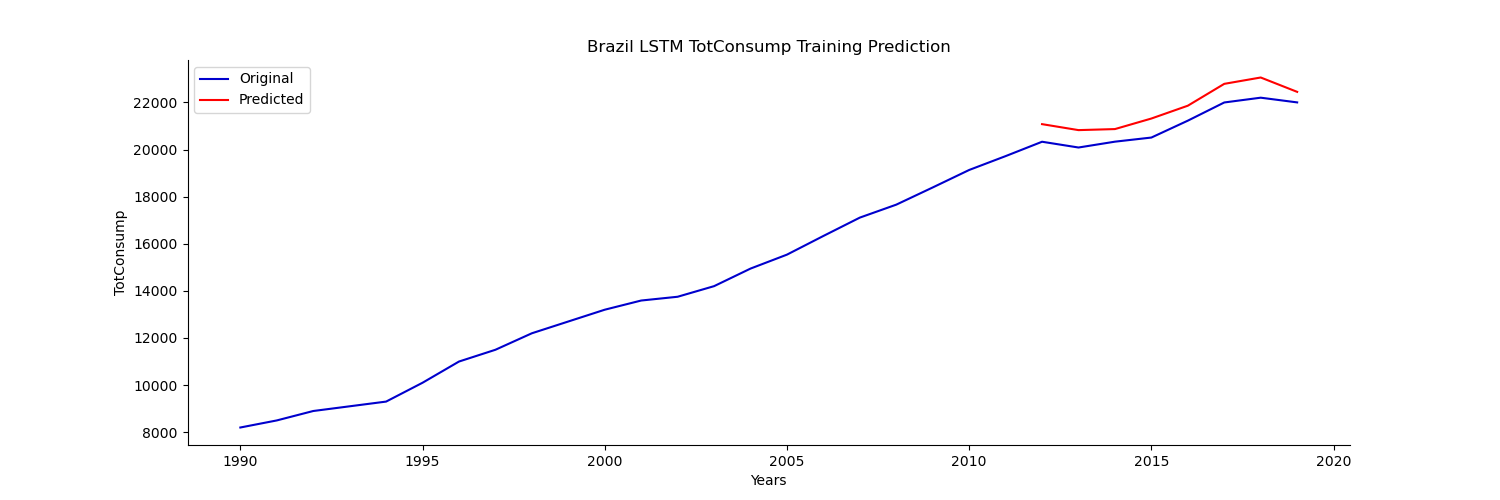 Brazil LSTM TotConsump Training Prediction
Original
Predicted
22000
20000
18000
16000
14000
12000
10000
8000
TotConsump
1990 1995 2000 2005 2010 2015 2020
Years